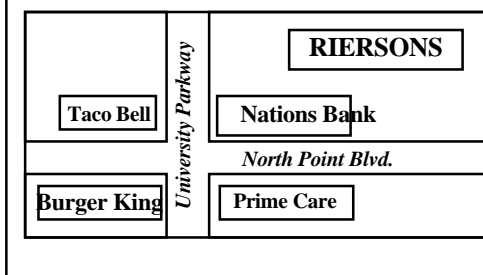 RIERSONS
University Parkway
Taco Bell
Nations Bank
North Point Blvd.
Burger King
Prime Care